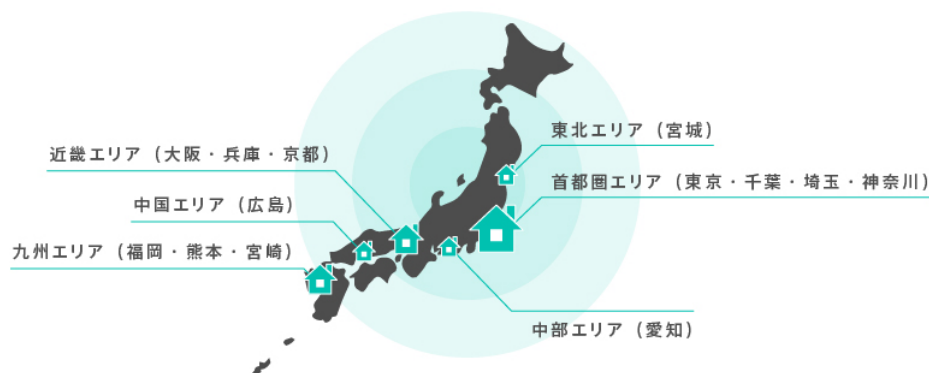 東北エリア（宮城）
近畿エリア（大阪・兵庫・京都）
首都圏エリア（東京・千葉・埼玉・神奈川）
中国エリア（広島）
九州エリア（福岡・熊本・宮崎）
中部エリア（愛知）